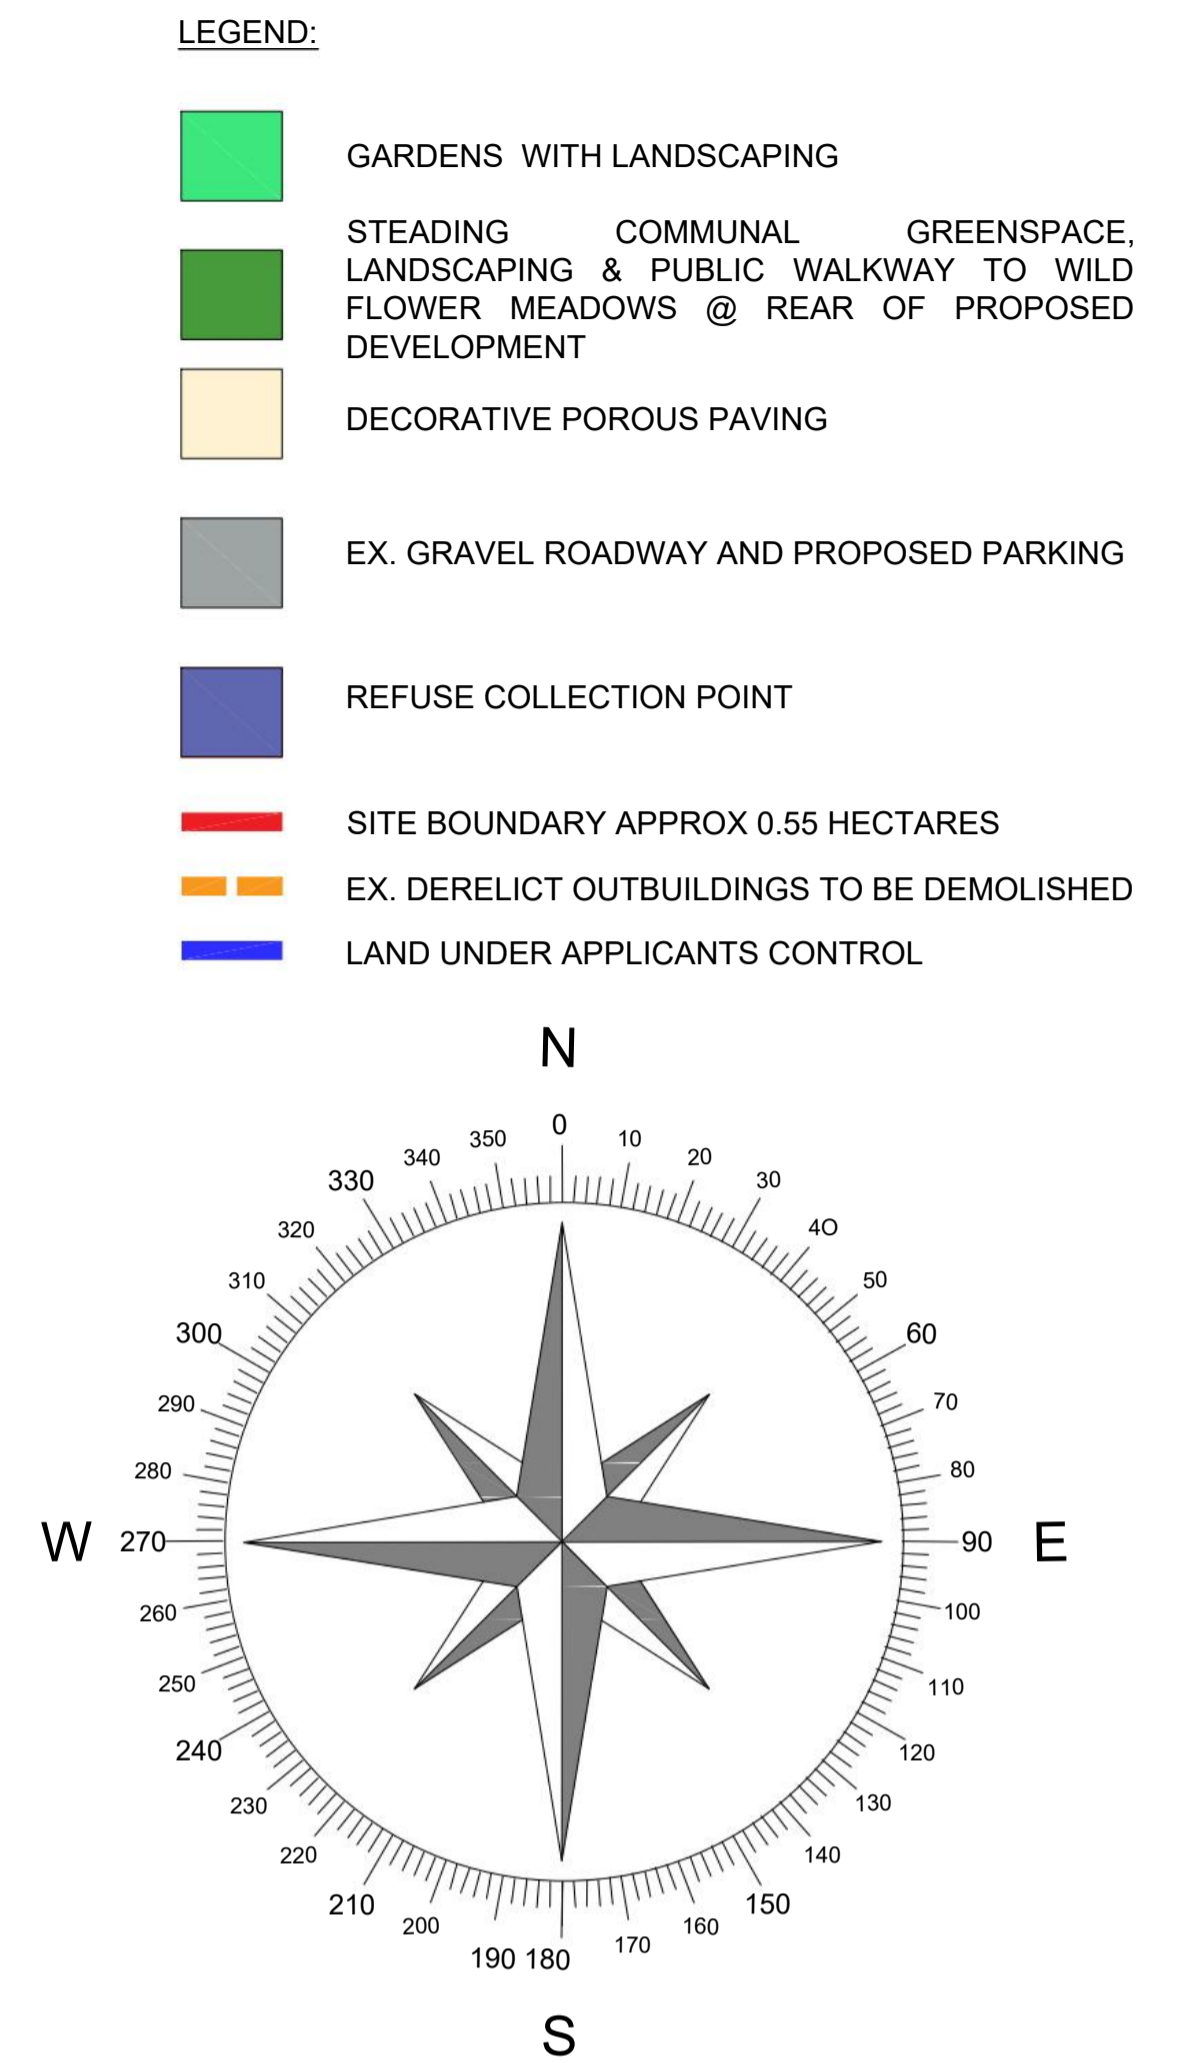 LEGEND:
GARDENS WITH LANDSCAPING
STEADING COMMUNAL GREENSPACE,
LANDSCAPING & PUBLIC WALKWAY TO WILD
FLOWER MEADOWS @ REAR OF PROPOSED
DEVELOPMENT
DECORATIVE POROUS PAVING
EX. GRAVEL ROADWAY AND PROPOSED PARKING
REFUSE COLLECTION POINT
SITE BOUNDARY APPROX 0.55 HECTARES
EX. DERELICT OUTBUILDINGS TO BE DEMOLISHED
LAND UNDER APPLICANTS CONTROL
N
0
10
20
30
4O
50
60
70
80
90
E
100
110
120
130
140
150
160
170
180
S
190
200
210
220
230
240
250
260
270
W
280
290
300
310
320
330
340
350